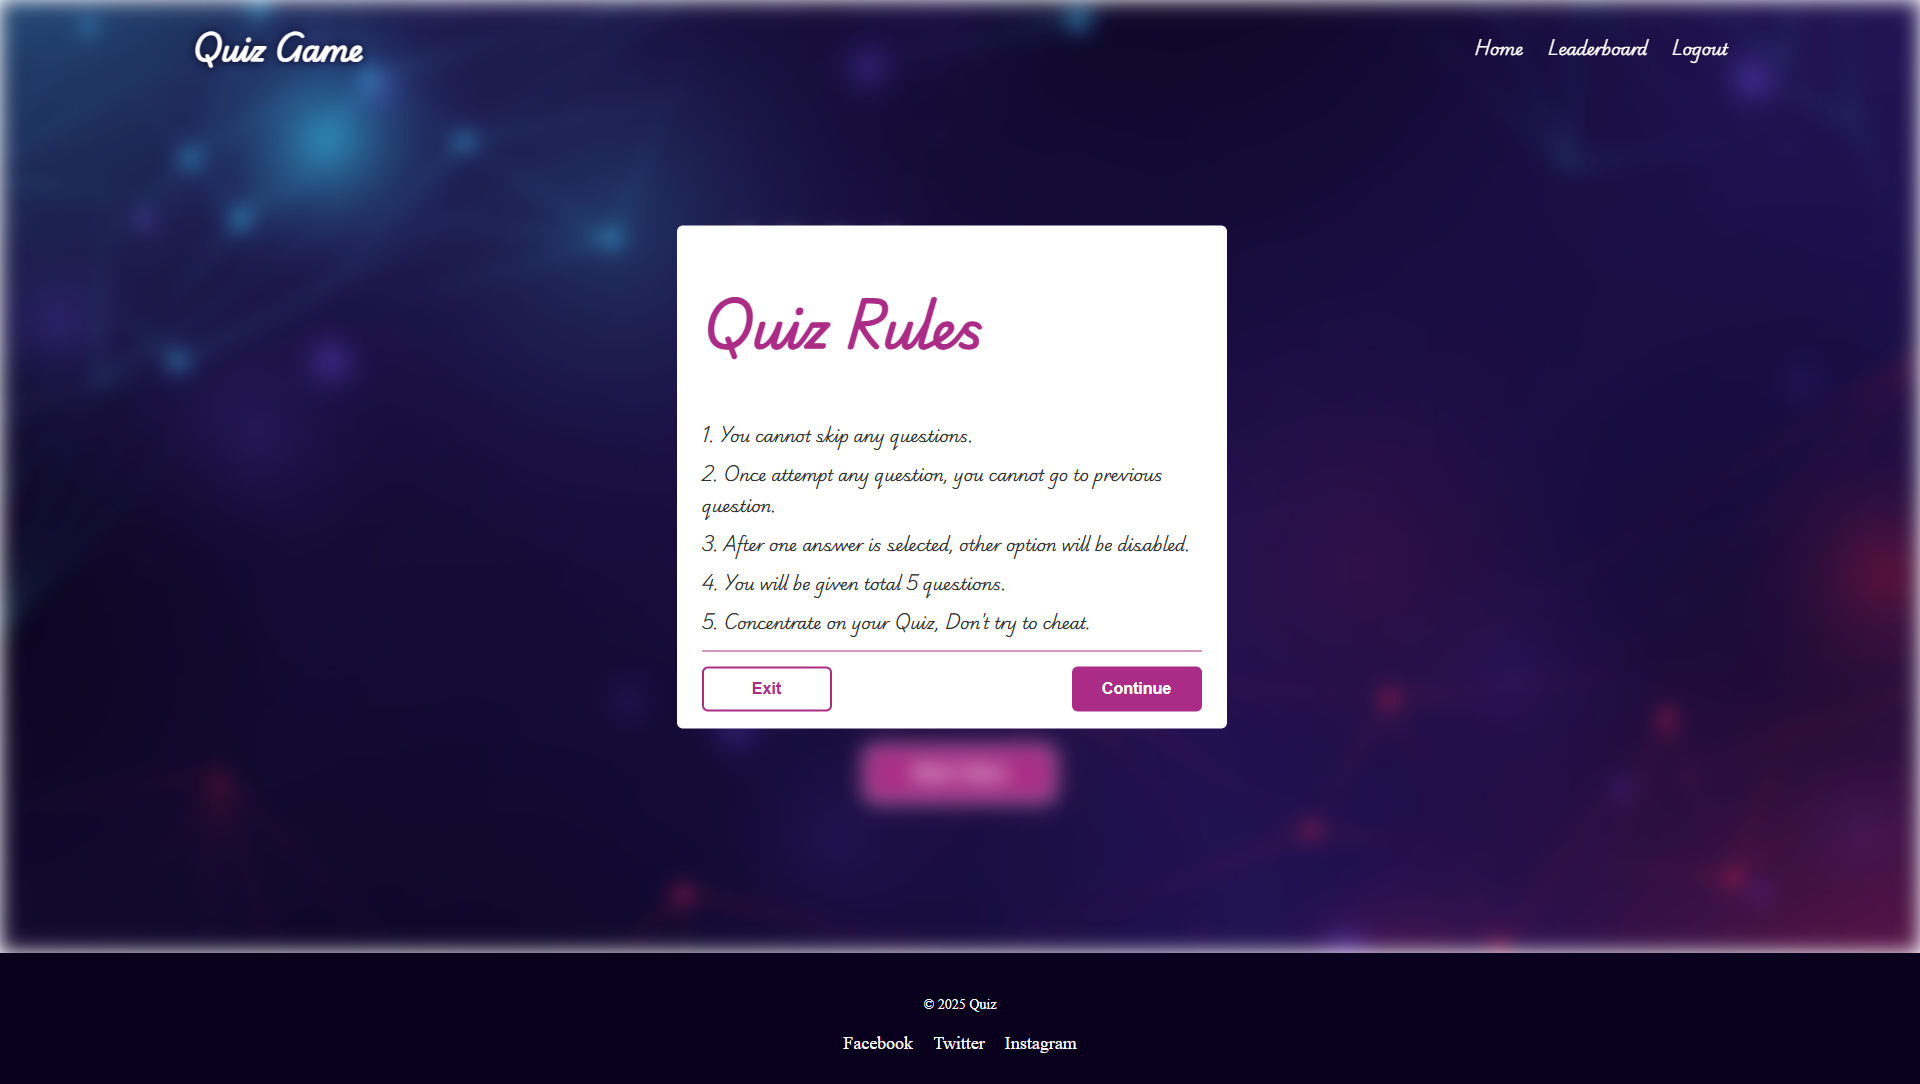 Quiz Game
Home Leaderboard Logout
Quiz Rules
1. You cannot skip any questions.
2. Once attempt any question, you cannot go to previous
question.
3. After one answer is selected, other option will be disabled.
4. You will be given total 5 questions.
5. Concentrate on your Quiz, Don't try to cheat.
Exit Continue
© 2025 Quiz
Facebook Twitter Instagram